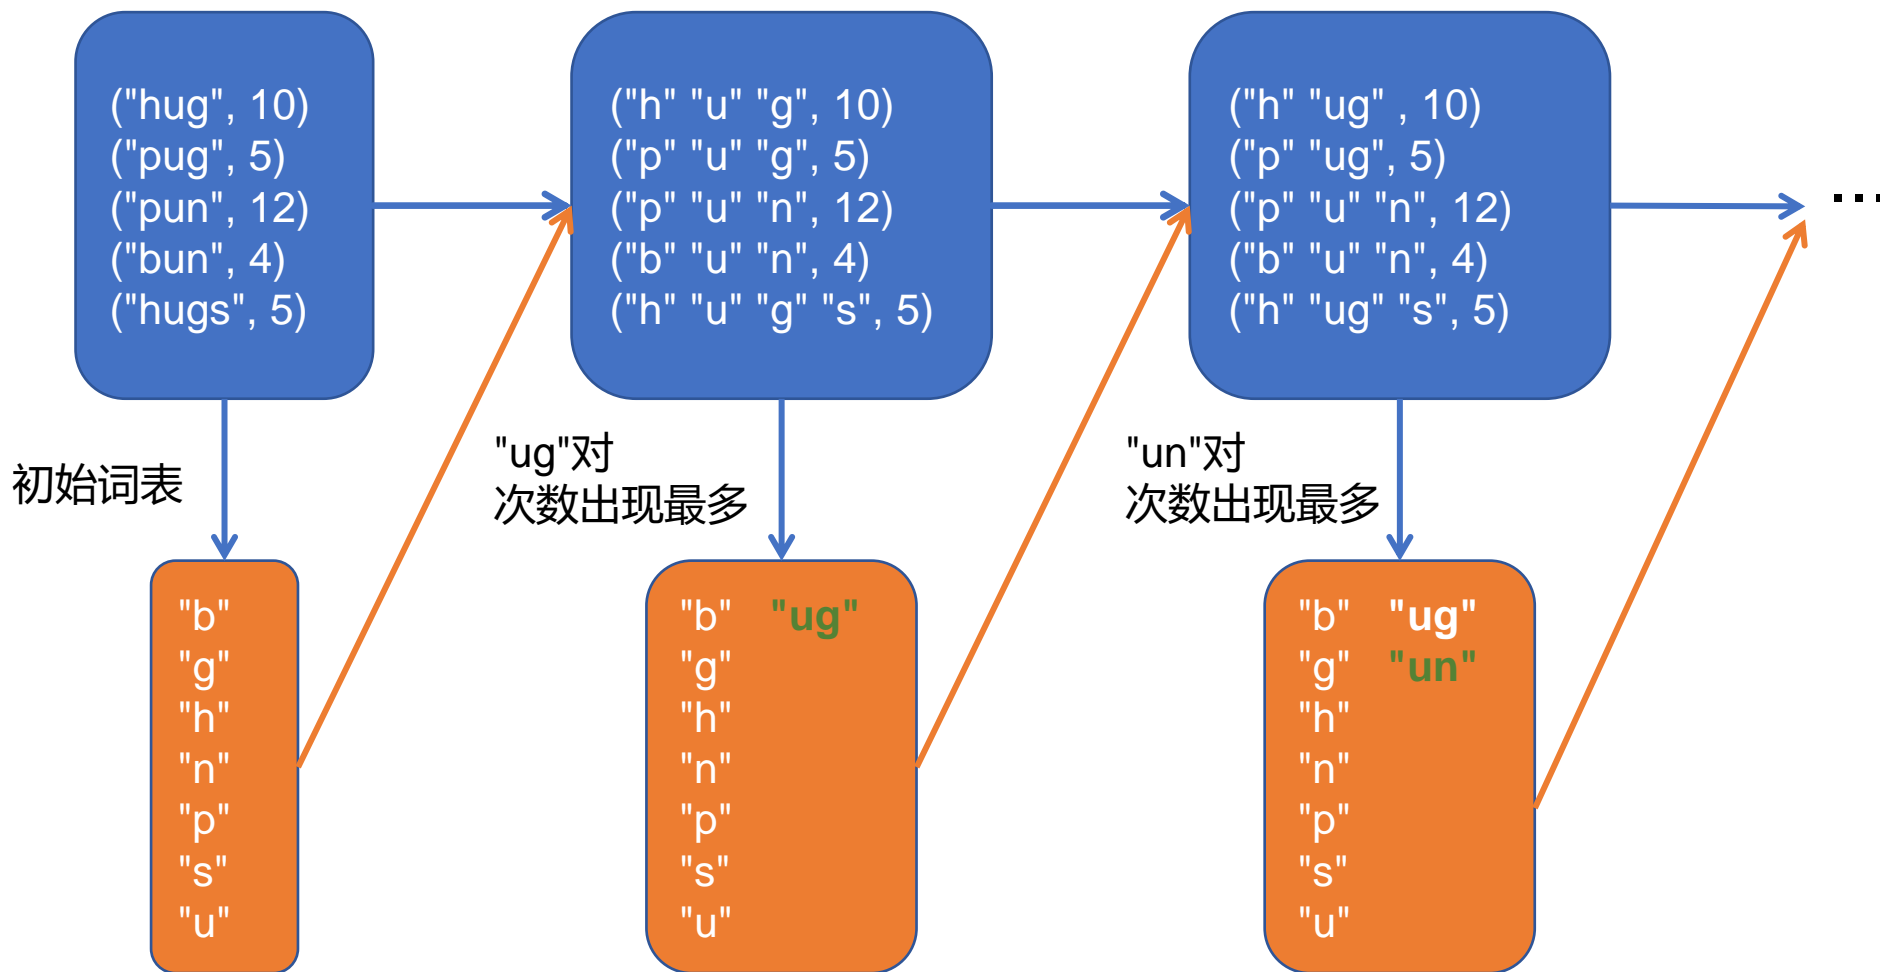 ("hug", 10)
("pug", 5)
("pun", 12)
("bun", 4)
("hugs", 5)
("h" "u" "g", 10)
("p" "u" "g", 5)
("p" "u" "n", 12)
("b" "u" "n", 4)
("h" "u" "g" "s", 5)
("h" "ug" , 10)
("p" "ug", 5)
("p" "u" "n", 12)
("b" "u" "n", 4)
("h" "ug" "s", 5)
...
初始词表
"ug"对
次数出现最多
"un"对
次数出现最多
"b"
"g"
"h"
"n"
"p"
"s"
"u"
"b" "ug"
"g"
"h"
"n"
"p"
"s"
"u"
"b" "ug"
"g" "un"
"h"
"n"
"p"
"s"
"u"